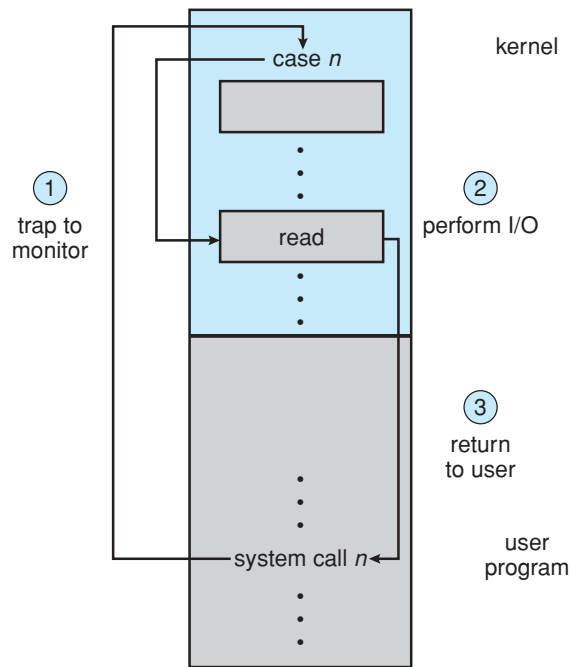 kernel
case n
1
trap to
monitor
2
perform I/O
read
3
return
to user
system call n
user
program